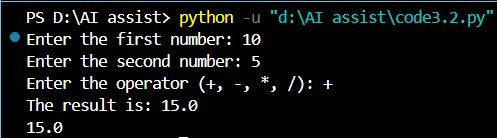 PS D:\AI assist> python -u "d:\AI assist\code3.2.py"
Enter the first number: 10
Enter the second number: 5
Enter the operator (+, -, *, /): +
The result is: 15.0
15.0